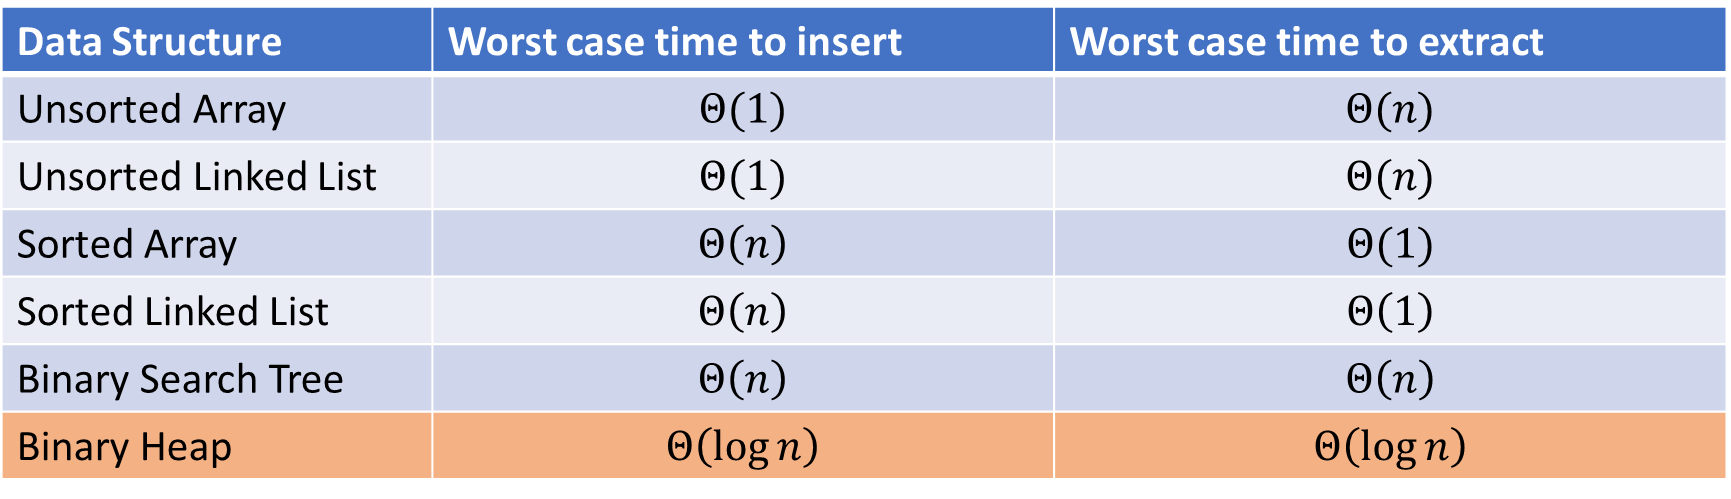 Data Structure Worst case time to insert Worst case time to extract
Unsorted Array Θ(1) Θ(n)
Unsorted Linked List Θ(1) Θ(n)
Sorted Array Θ(n) Θ(1)
Sorted Linked List Θ(n) Θ(1)
Binary Search Tree Θ(n) Θ(n)
Binary Heap Θ(log n) Θ(log n)